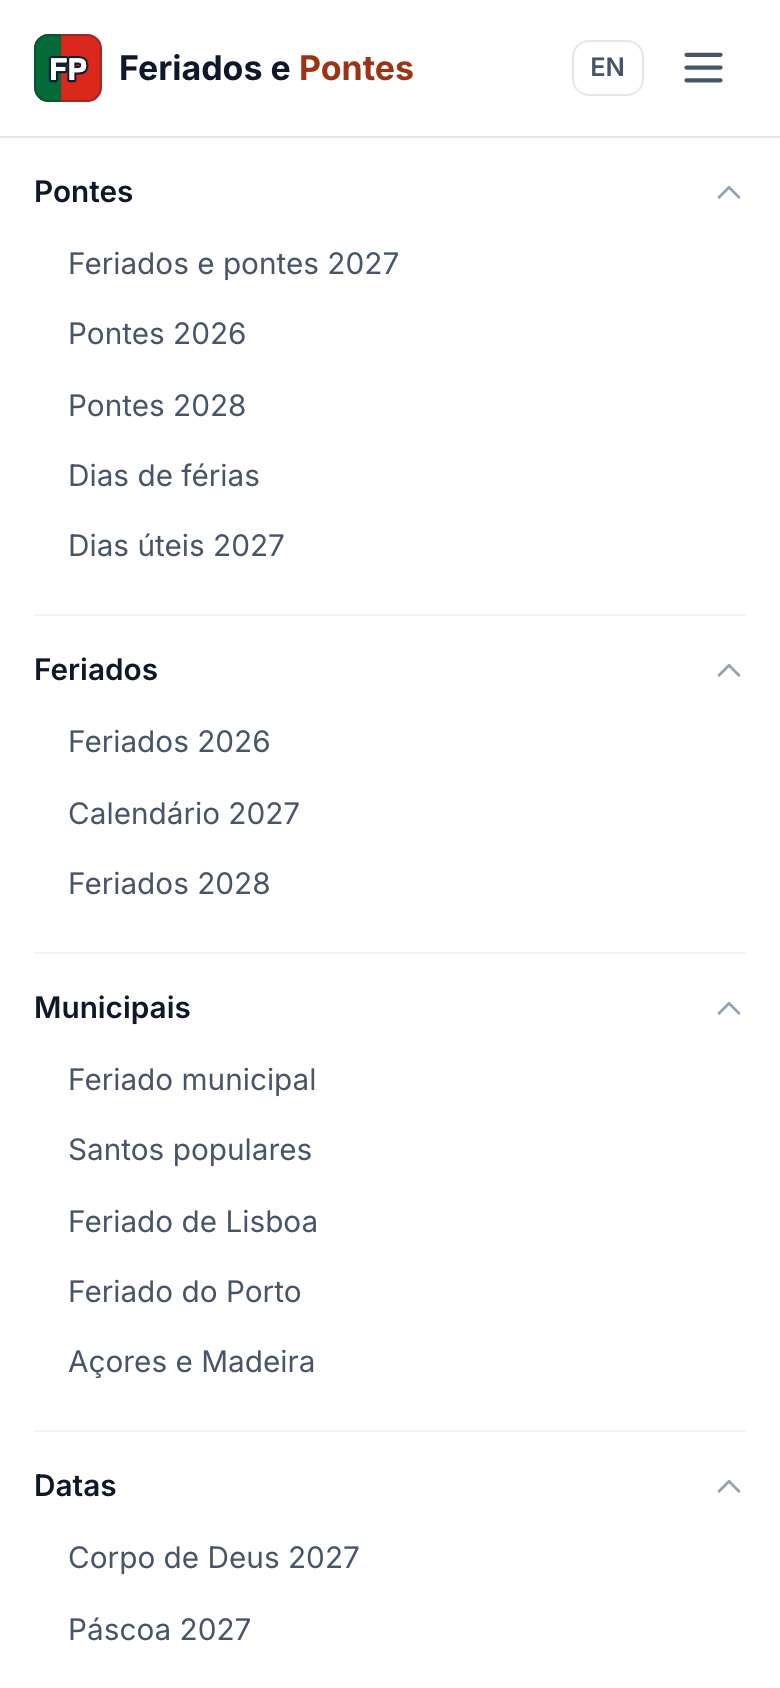 FP Feriados e Pontes EN
Pontes
Feriados e pontes 2027
Pontes 2026
Pontes 2028
Dias de férias
Dias úteis 2027
Feriados
Feriados 2026
Calendário 2027
Feriados 2028
Municipais
Feriado municipal
Santos populares
Feriado de Lisboa
Feriado do Porto
Açores e Madeira
Datas
Corpo de Deus 2027
Páscoa 2027